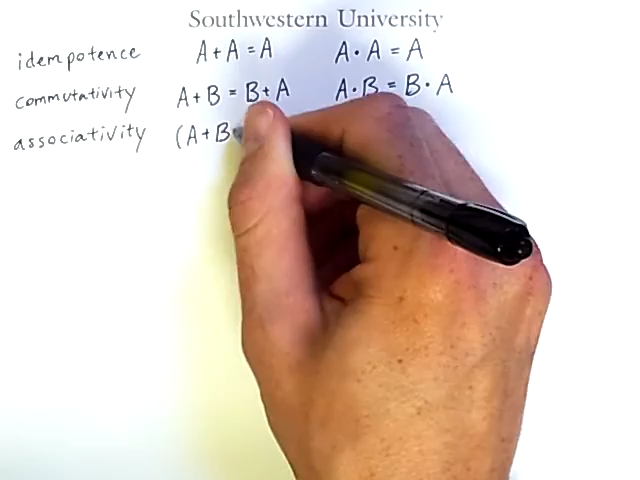 Southwestern University
idempotence A + A = A A · A = A
commutativity A + B = B + A A · B = B · A
associativity (A + B